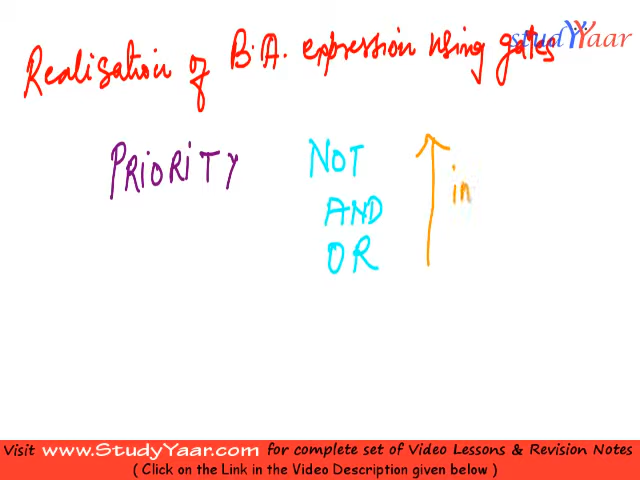 Realisation of B.A. expression using gates
studYYaar
PRiORiTY
NOT
AND
OR
in
Visit www.StudyYaar.com for complete set of Video Lessons & Revision Notes
( Click on the Link in the Video Description given below )